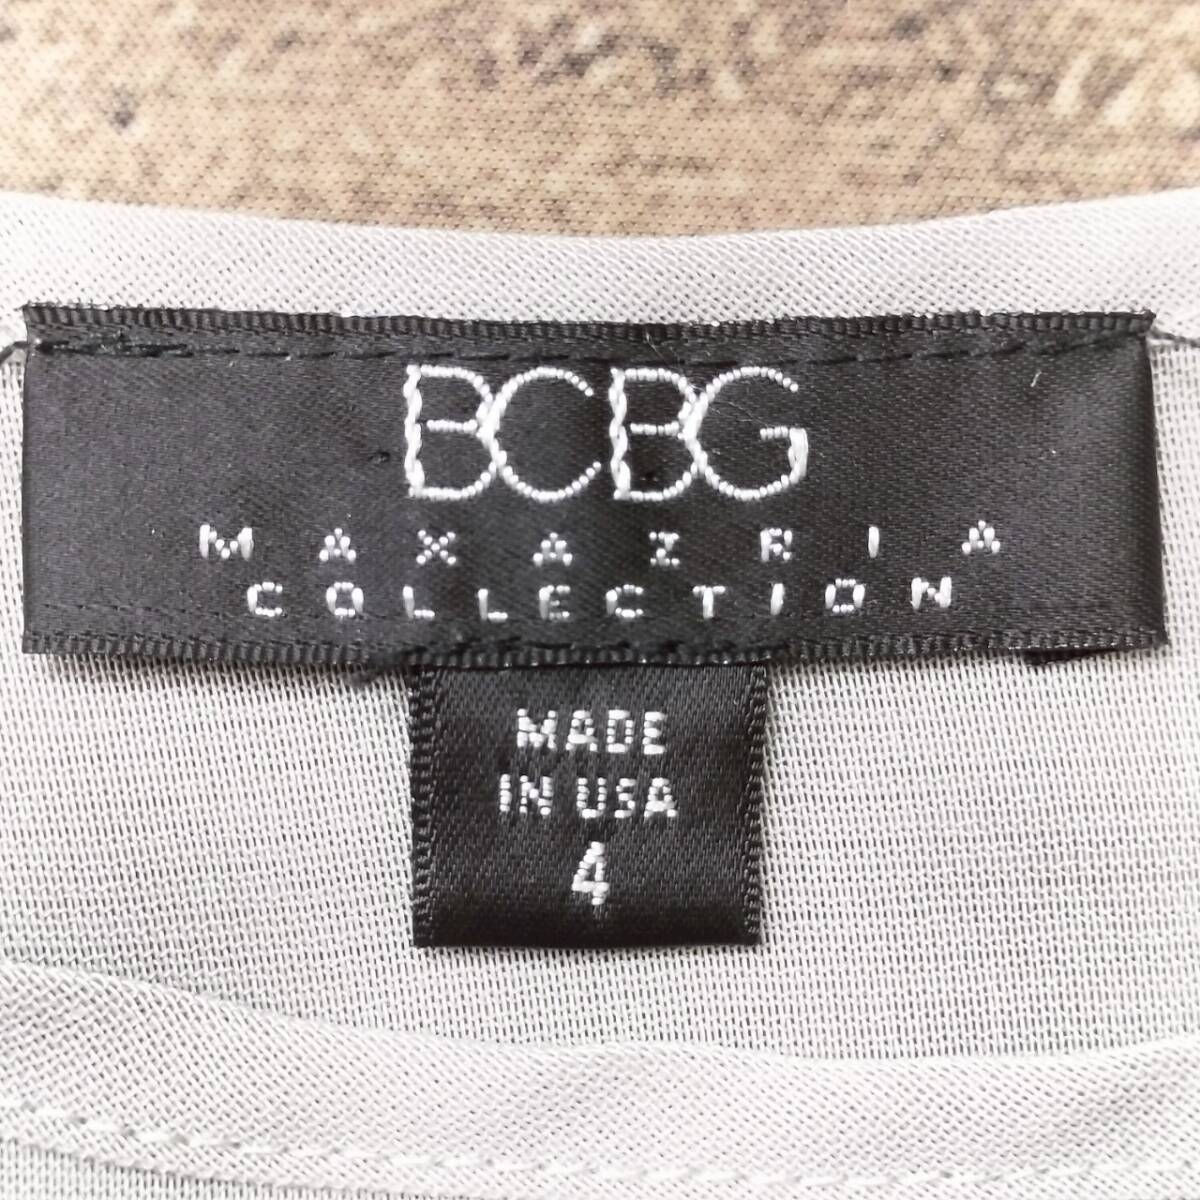 BCBG
MAXAZRIA
COLLECTION
MADE
IN USA
4